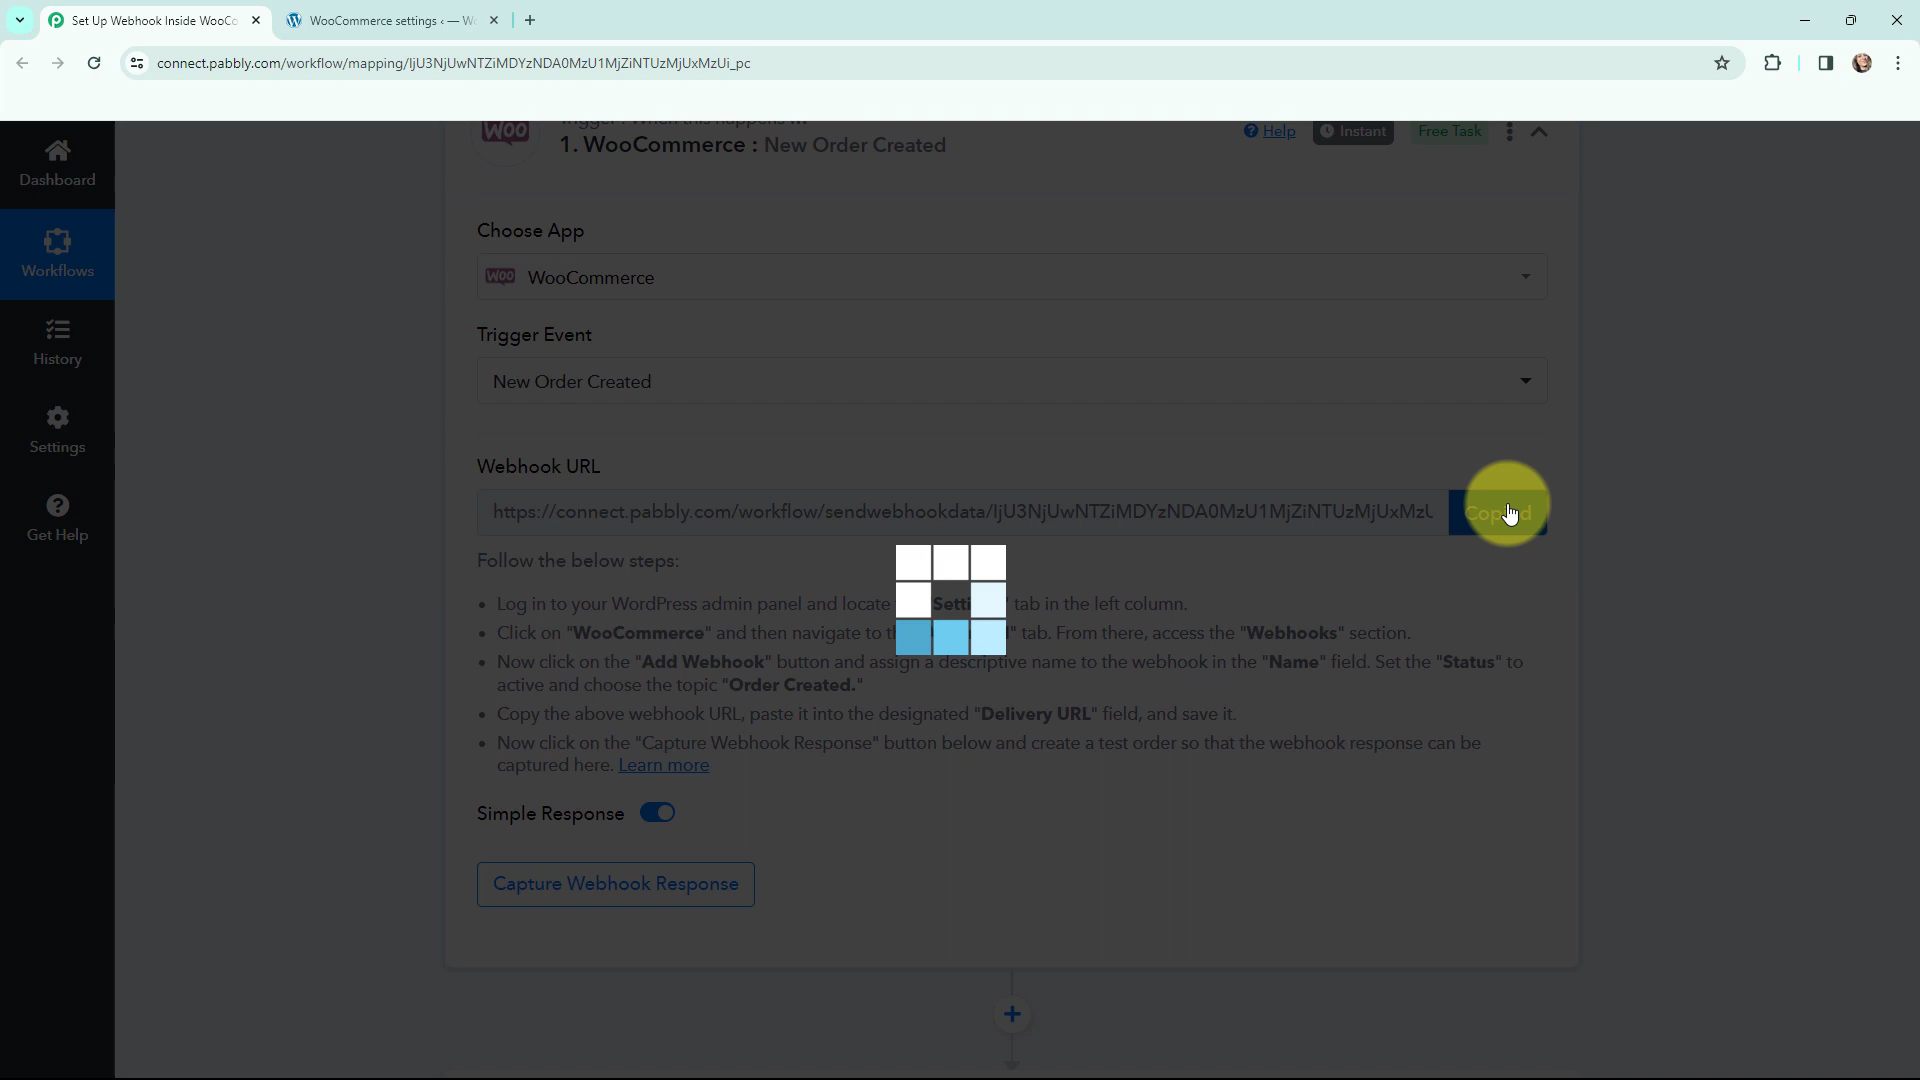 Set Up Webhook Inside WooCo
WooCommerce settings ‹ — W
connect.pabbly.com/workflow/mapping/IjU3NjUwNTZiMDYzNDA0MzU1MjZiNTUzMjUxMzUi_pc
Dashboard
Workflows
History
Settings
Get Help
WOO
1. WooCommerce : New Order Created
Help
Instant
Free Task
Choose App
WOO WooCommerce
Trigger Event
New Order Created
Webhook URL
https://connect.pabbly.com/workflow/sendwebhookdata/IjU3NjUwNTZiMDYzNDA0MzU1MjZiNTUzMjUxMzU
Follow the below steps:
• Log in to your WordPress admin panel and locate tab in the left column.
• Click on "WooCommerce" and then navigate to tab. From there, access the "Webhooks" section.
• Now click on the "Add Webhook" button and assign a descriptive name to the webhook in the "Name" field. Set the "Status" to
active and choose the topic "Order Created."
• Copy the above webhook URL, paste it into the designated "Delivery URL" field, and save it.
• Now click on the "Capture Webhook Response" button below and create a test order so that the webhook response can be
captured here. Learn more
Simple Response
Capture Webhook Response